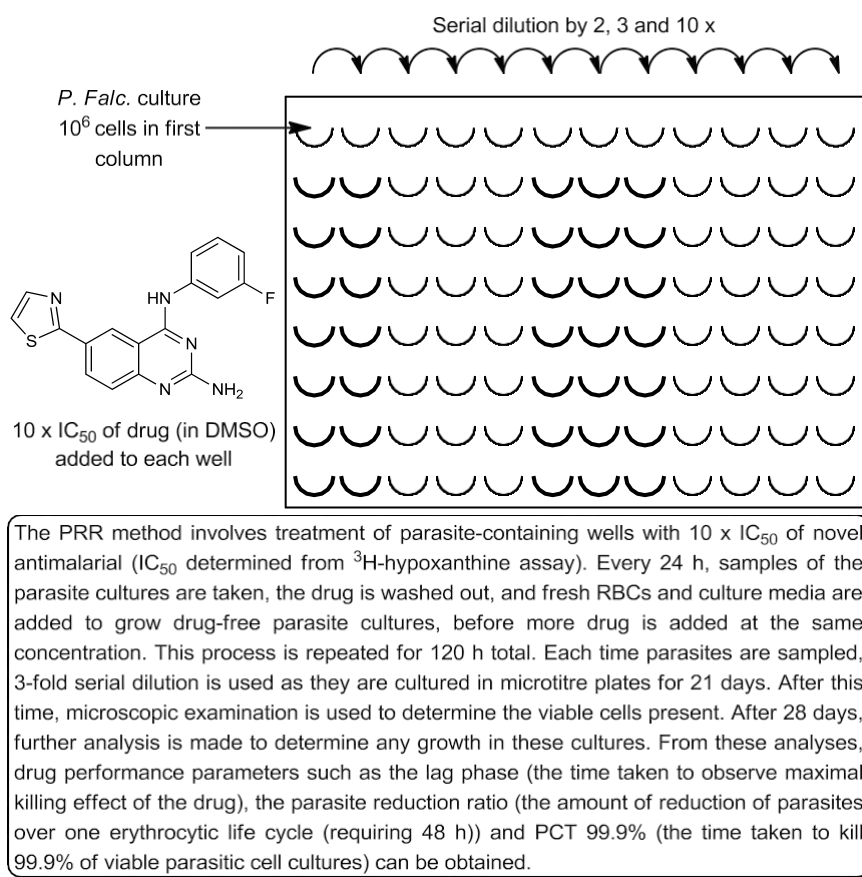 Serial dilution by 2, 3 and 10 x
P. Falc. culture
10⁶ cells in first
column
HN
F
N
S
N
N
NH₂
10 x IC₅₀ of drug (in DMSO)
added to each well
The PRR method involves treatment of parasite-containing wells with 10 x IC₅₀ of novel
antimalarial (IC₅₀ determined from ³H-hypoxanthine assay). Every 24 h, samples of the
parasite cultures are taken, the drug is washed out, and fresh RBCs and culture media are
added to grow drug-free parasite cultures, before more drug is added at the same
concentration. This process is repeated for 120 h total. Each time parasites are sampled,
3-fold serial dilution is used as they are cultured in microtitre plates for 21 days. After this
time, microscopic examination is used to determine the viable cells present. After 28 days,
further analysis is made to determine any growth in these cultures. From these analyses,
drug performance parameters such as the lag phase (the time taken to observe maximal
killing effect of the drug), the parasite reduction ratio (the amount of reduction of parasites
over one erythrocytic life cycle (requiring 48 h)) and PCT 99.9% (the time taken to kill
99.9% of viable parasitic cell cultures) can be obtained.